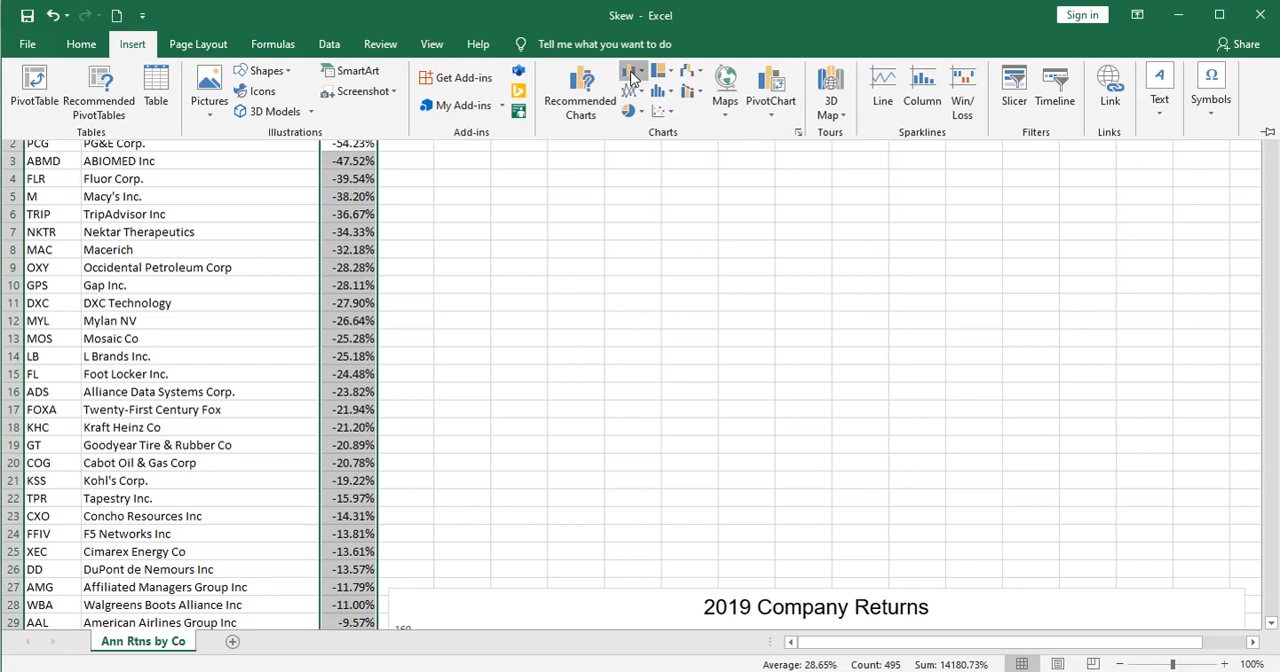 Skew - Excel
Sign in
File Home Insert Page Layout Formulas Data Review View Help Tell me what you want to do Share
PivotTable
Recommended PivotTables
Table
Tables
Pictures
Shapes
Icons
3D Models
SmartArt
Screenshot
Illustrations
Get Add-ins
My Add-ins
Add-ins
Recommended Charts
Maps
PivotChart
Charts
3D Map
Tours
Line
Column
Win/ Loss
Sparklines
Slicer
Timeline
Filters
Link
Links
Text
Symbols
2 PCG PG&E Corp. -54.23%
3 ABMD ABIOMED Inc -47.52%
4 FLR Fluor Corp. -39.54%
5 M Macy's Inc. -38.20%
6 TRIP TripAdvisor Inc -36.67%
7 NKTR Nektar Therapeutics -34.33%
8 MAC Macerich -32.18%
9 OXY Occidental Petroleum Corp -28.28%
10 GPS Gap Inc. -28.11%
11 DXC DXC Technology -27.90%
12 MYL Mylan NV -26.64%
13 MOS Mosaic Co -25.28%
14 LB L Brands Inc. -25.18%
15 FL Foot Locker Inc. -24.48%
16 ADS Alliance Data Systems Corp. -23.82%
17 FOXA Twenty-First Century Fox -21.94%
18 KHC Kraft Heinz Co -21.20%
19 GT Goodyear Tire & Rubber Co -20.89%
20 COG Cabot Oil & Gas Corp -20.78%
21 KSS Kohl's Corp. -19.22%
22 TPR Tapestry Inc. -15.97%
23 CXO Concho Resources Inc -14.31%
24 FFIV F5 Networks Inc -13.81%
25 XEC Cimarex Energy Co -13.61%
26 DD DuPont de Nemours Inc -13.57%
27 AMG Affiliated Managers Group Inc -11.79%
28 WBA Walgreens Boots Alliance Inc -11.00%
29 AAL American Airlines Group Inc -9.57%
2019 Company Returns
160
Ann Rtns by Co
Average: 28.65% Count: 495 Sum: 14180.73% 100%